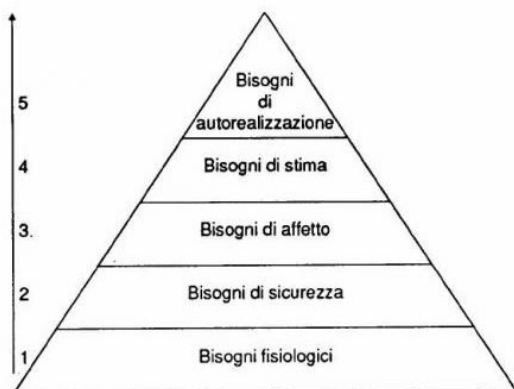 5
Bisogni
di
autorealizzazione
4
Bisogni di stima
3.
Bisogni di affetto
2
Bisogni di sicurezza
1
Bisogni fisiologici